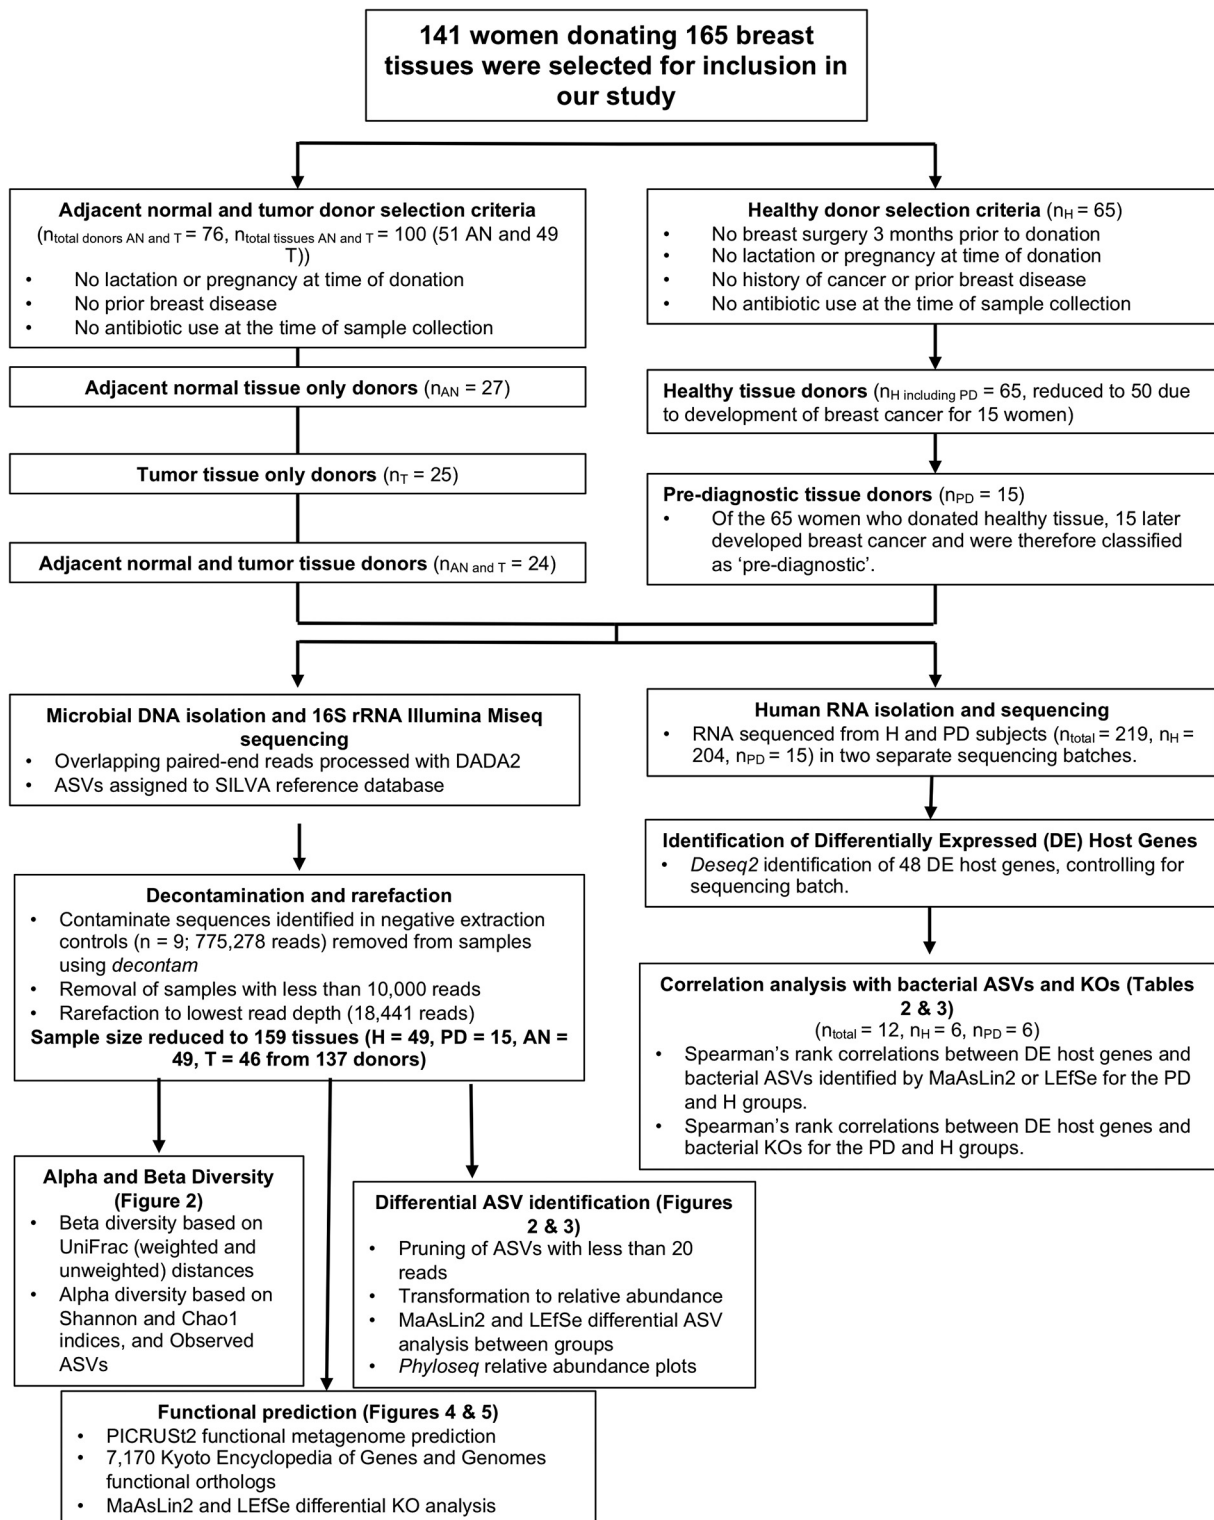 141 women donating 165 breast
tissues were selected for inclusion in
our study
Adjacent normal and tumor donor selection criteria
(n total donors AN and T = 76, n total tissues AN and T = 100 (51 AN and 49
T))
• No lactation or pregnancy at time of donation
• No prior breast disease
• No antibiotic use at the time of sample collection
Adjacent normal tissue only donors (nAN = 27)
Tumor tissue only donors (nT = 25)
Adjacent normal and tumor tissue donors (nAN and T = 24)
Healthy donor selection criteria (nH = 65)
• No breast surgery 3 months prior to donation
• No lactation or pregnancy at time of donation
• No history of cancer or prior breast disease
• No antibiotic use at the time of sample collection
Healthy tissue donors (nH including PD = 65, reduced to 50 due
to development of breast cancer for 15 women)
Pre-diagnostic tissue donors (nPD = 15)
• Of the 65 women who donated healthy tissue, 15 later
developed breast cancer and were therefore classified
as ‘pre-diagnostic’.
Microbial DNA isolation and 16S rRNA Illumina Miseq
sequencing
• Overlapping paired-end reads processed with DADA2
• ASVs assigned to SILVA reference database
Decontamination and rarefaction
• Contaminate sequences identified in negative extraction
controls (n = 9; 775,278 reads) removed from samples
using decontam
• Removal of samples with less than 10,000 reads
• Rarefaction to lowest read depth (18,441 reads)
Sample size reduced to 159 tissues (H = 49, PD = 15, AN =
49, T = 46 from 137 donors)
Alpha and Beta Diversity
(Figure 2)
• Beta diversity based on
UniFrac (weighted and
unweighted) distances
• Alpha diversity based on
Shannon and Chao1
indices, and Observed
ASVs
Differential ASV identification (Figures
2 & 3)
• Pruning of ASVs with less than 20
reads
• Transformation to relative abundance
• MaAsLin2 and LEfSe differential ASV
analysis between groups
• Phyloseq relative abundance plots
Functional prediction (Figures 4 & 5)
• PICRUSt2 functional metagenome prediction
• 7,170 Kyoto Encyclopedia of Genes and Genomes
functional orthologs
• MaAsLin2 and LEfSe differential KO analysis
Human RNA isolation and sequencing
• RNA sequenced from H and PD subjects (ntotal = 219, nH =
204, nPD = 15) in two separate sequencing batches.
Identification of Differentially Expressed (DE) Host Genes
• Deseq2 identification of 48 DE host genes, controlling for
sequencing batch.
Correlation analysis with bacterial ASVs and KOs (Tables
2 & 3)
(ntotal = 12, nH = 6, nPD = 6)
• Spearman’s rank correlations between DE host genes and
bacterial ASVs identified by MaAsLin2 or LEfSe for the PD
and H groups.
• Spearman’s rank correlations between DE host genes and
bacterial KOs for the PD and H groups.